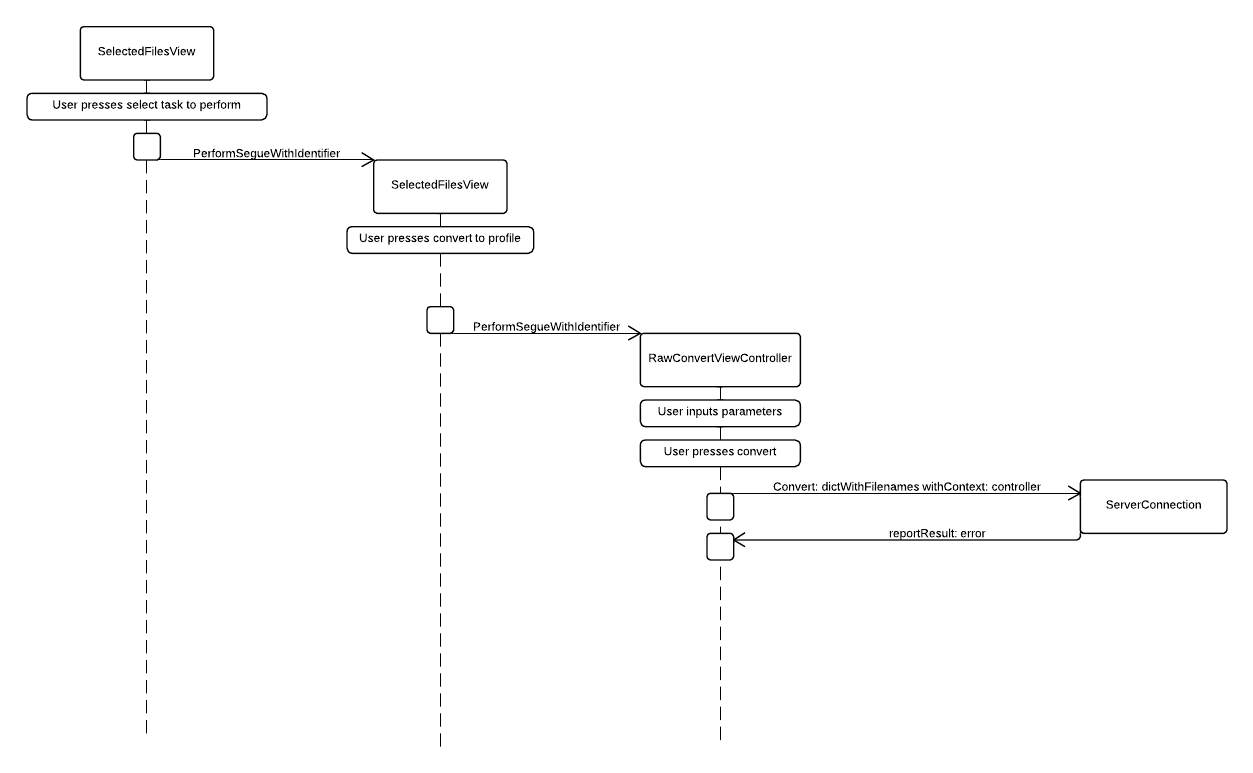 SelectedFilesView
User presses select task to perform
PerformSegueWithIdentifier
SelectedFilesView
User presses convert to profile
PerformSegueWithIdentifier
RawConvertViewController
User inputs parameters
User presses convert
Convert: dictWithFilenames withContext: controller
ServerConnection
reportResult: error